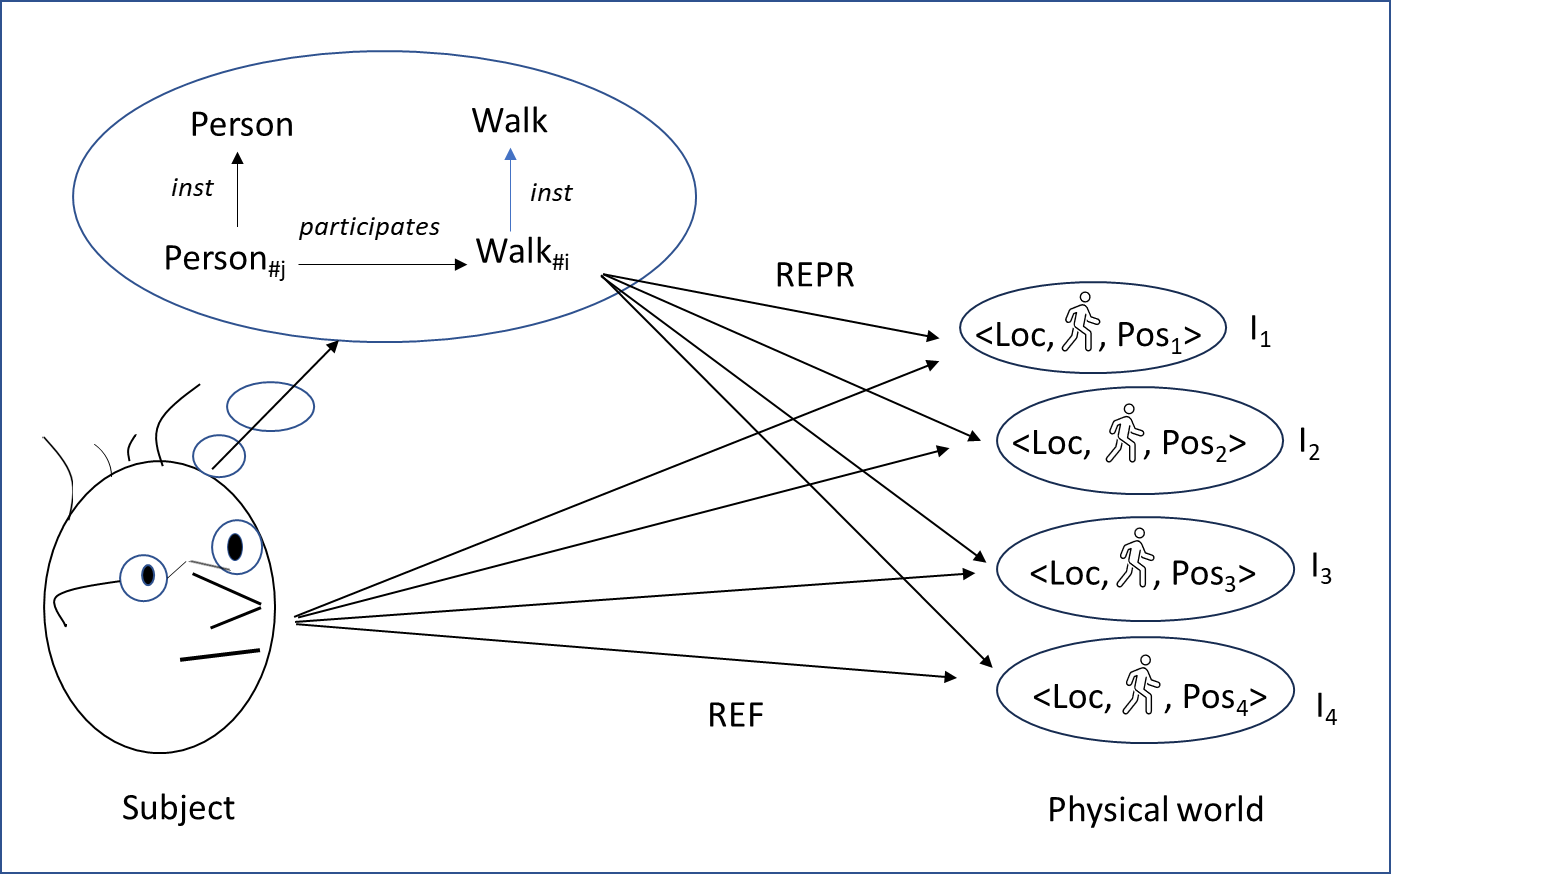 Person Walk
inst inst
participates
Person#j Walk#i
REPR
<Loc, , Pos1> I1
<Loc, , Pos2> I2
<Loc, , Pos3> I3
<Loc, , Pos4> I4
REF
Subject Physical world